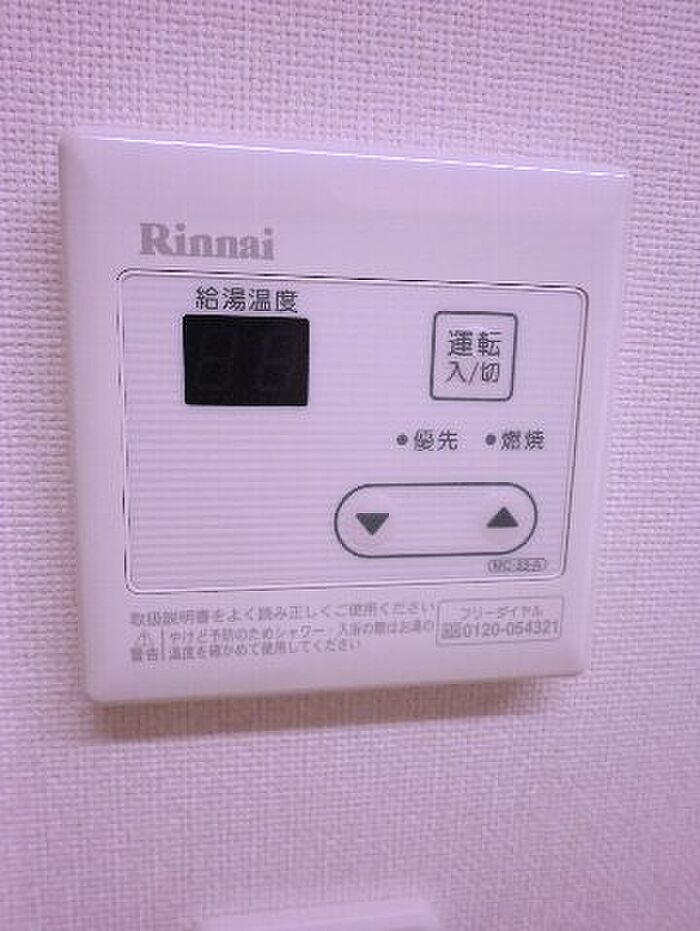 Rinnai
給湯温度
運転
入/切
優先 燃焼
▼ ▲
取扱説明書をよく読み正しくご使用ください
フリーダイヤル
0120-054321
警告
やけど予防のためシャワー・入浴の際はお湯の
温度を確かめて使用してください